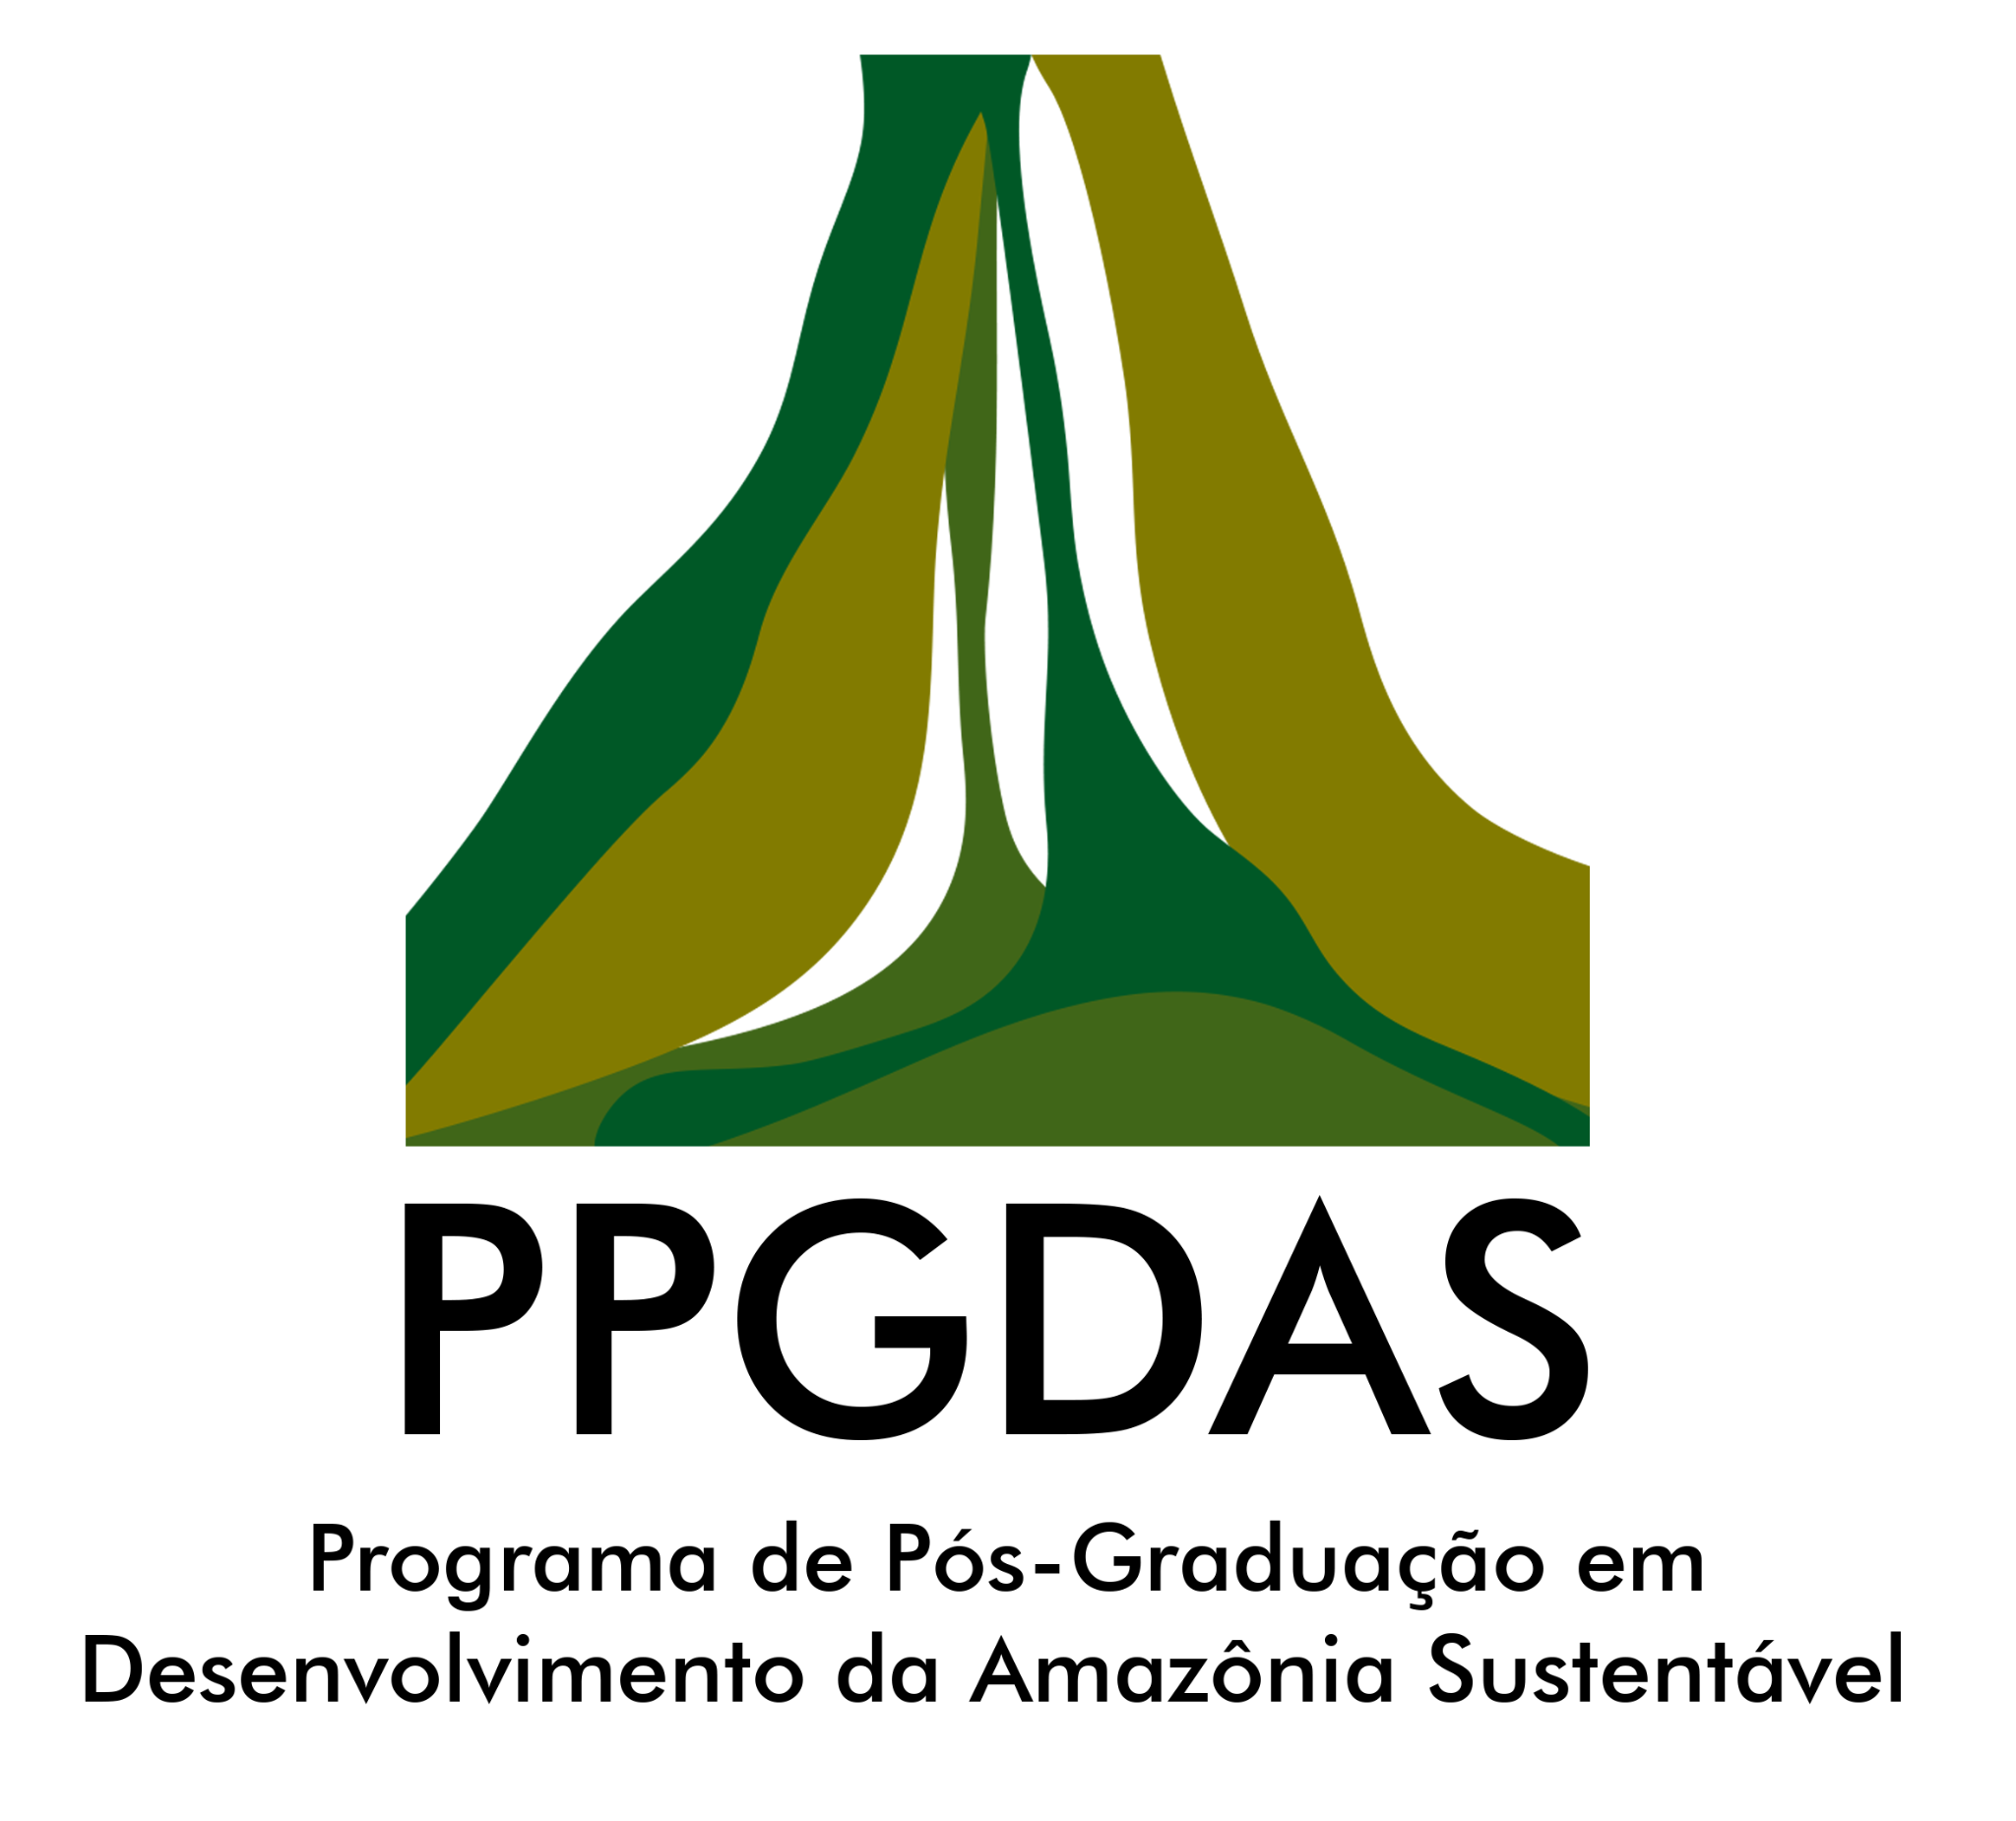 PPGDAS
Programa de Pós-Graduação em
Desenvolvimento da Amazônia Sustentável